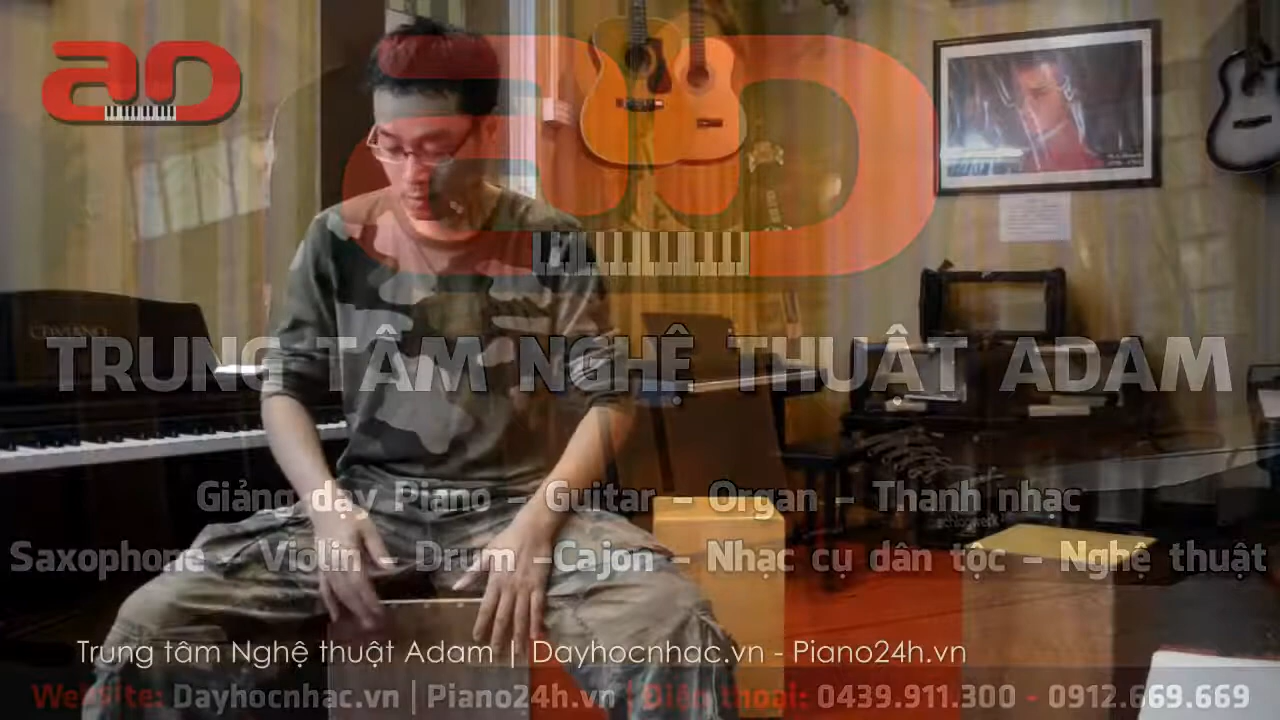 TRUNG TÂM NGHỆ THUẬT ADAM
Giảng dạy Piano – Guitar – Organ – Thanh nhạc
Saxophone – Violin – Drum –Cajon – Nhạc cụ dân tộc – Nghệ thuật
Trung tâm Nghệ thuật Adam | Dayhocnhac.vn - Piano24h.vn
Website: Dayhocnhac.vn | Piano24h.vn | Điện thoại: 0439.911.300 - 0912.669.669